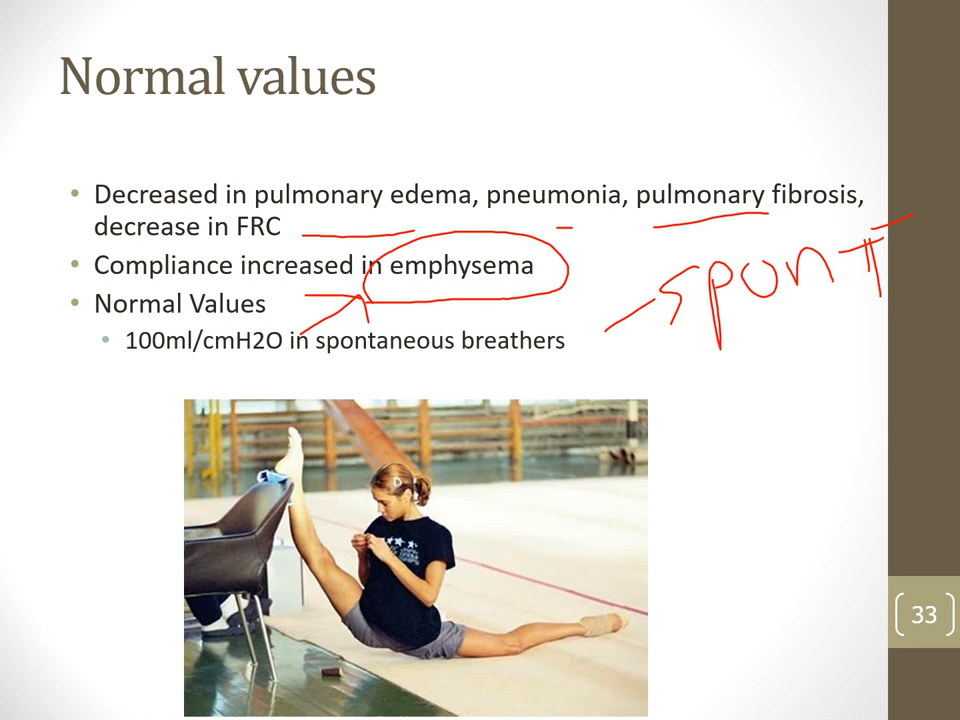 Normal values
Decreased in pulmonary edema, pneumonia, pulmonary fibrosis,
decrease in FRC
Compliance increased in emphysema
Normal Values
100ml/cmH2O in spontaneous breathers
spont
33